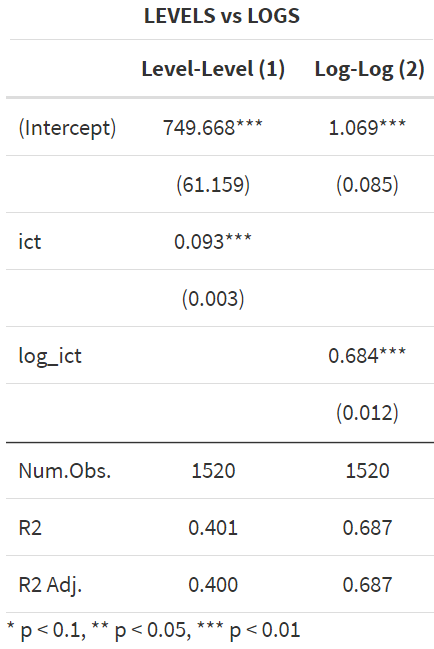 LEVELS vs LOGS
Level-Level (1) Log-Log (2)
(Intercept) 749.668*** 1.069***
(61.159) (0.085)
ict 0.093***
(0.003)
log_ict 0.684***
(0.012)
Num.Obs. 1520 1520
R2 0.401 0.687
R2 Adj. 0.400 0.687
* p < 0.1, ** p < 0.05, *** p < 0.01